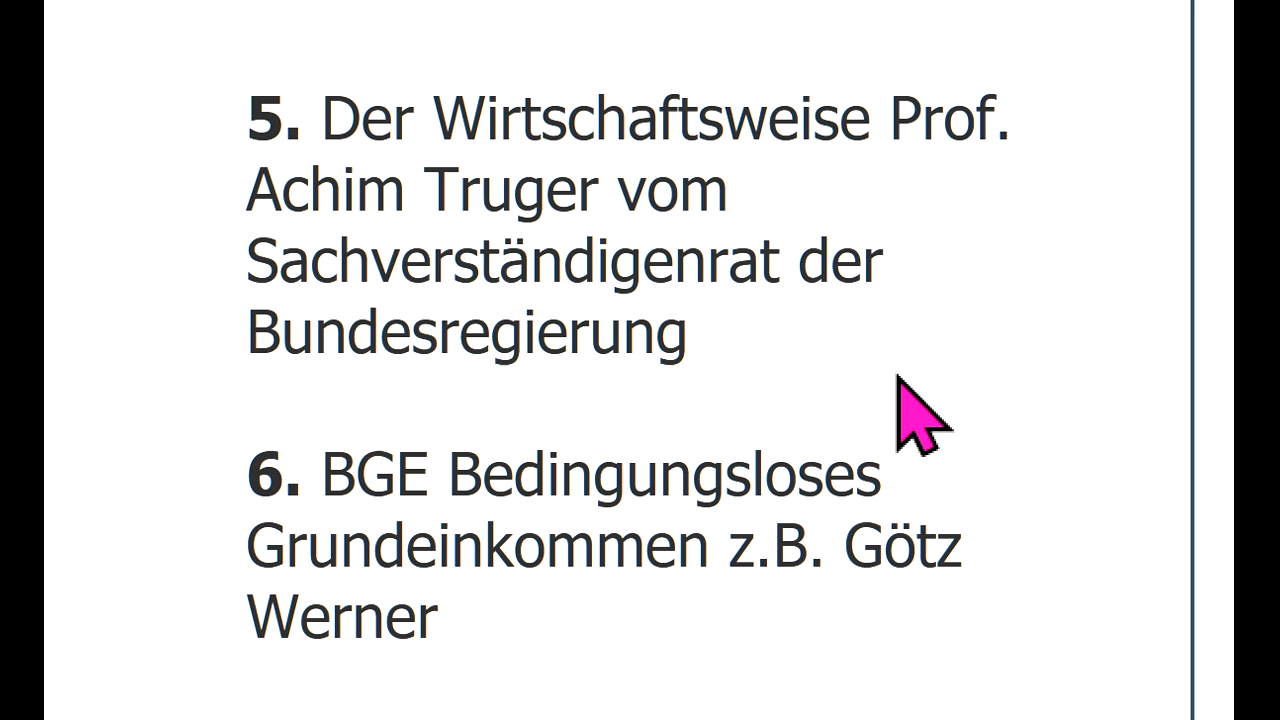 5. Der Wirtschaftsweise Prof.
Achim Truger vom
Sachverständigenrat der
Bundesregierung
6. BGE Bedingungsloses
Grundeinkommen z.B. Götz
Werner